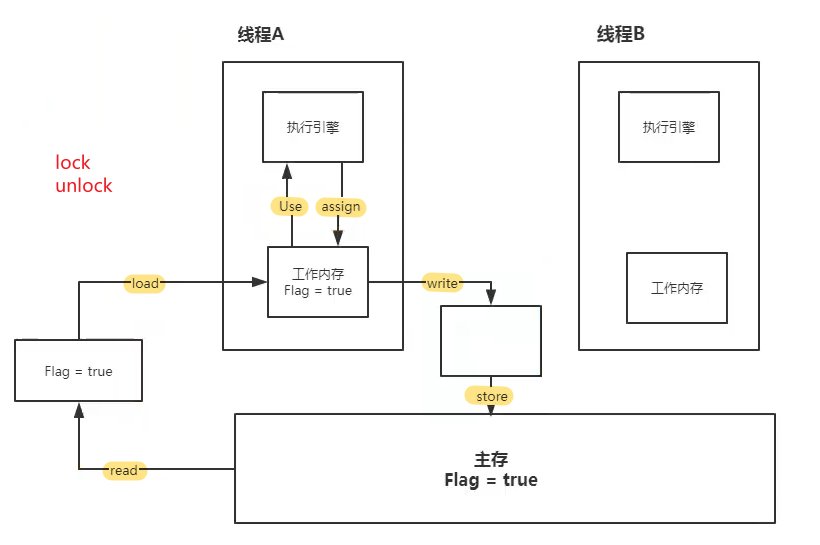 线程A
线程B
执行引擎
执行引擎
lock
unlock
Use
assign
工作内存
Flag = true
工作内存
load
write
Flag = true
store
主存
Flag = true
read